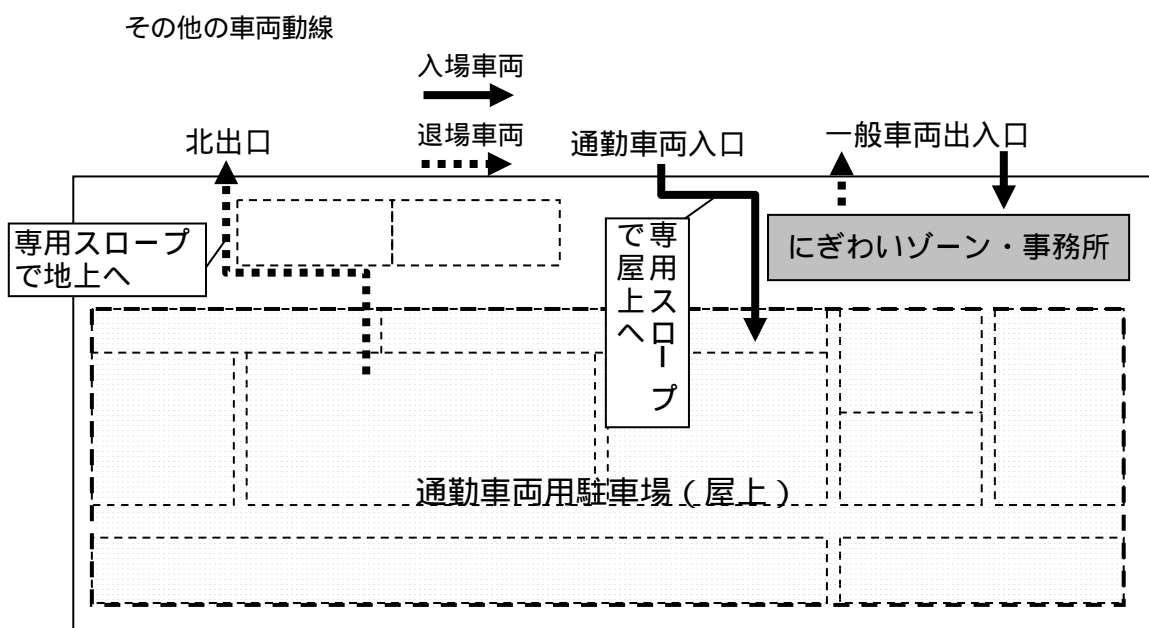 その他の車両動線
入場車両
退場車両
北出口
通勤車両入口
一般車両出入口
専用スロープ
で地上へ
専用スロープ
で屋上へ
にぎわいゾーン・事務所
通勤車両用駐車場（屋上）